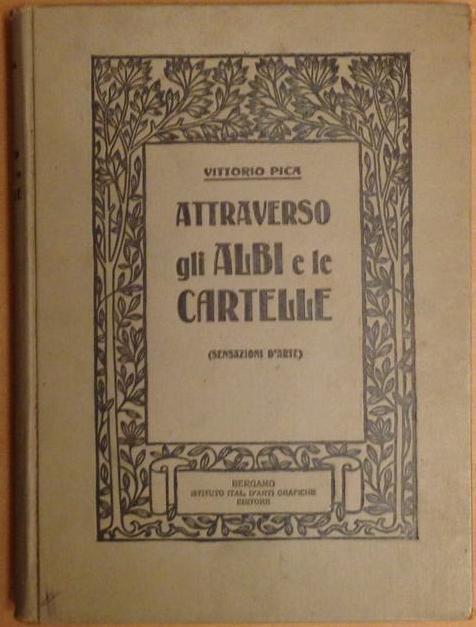 VITTORIO PICA
ATTRAVERSO
gli ALBI e le
CARTELLE
(SENSAZIONI D'ARTE)
BERGAMO
ISTITUTO ITAL. D'ARTI GRAFICHE
EDITORE